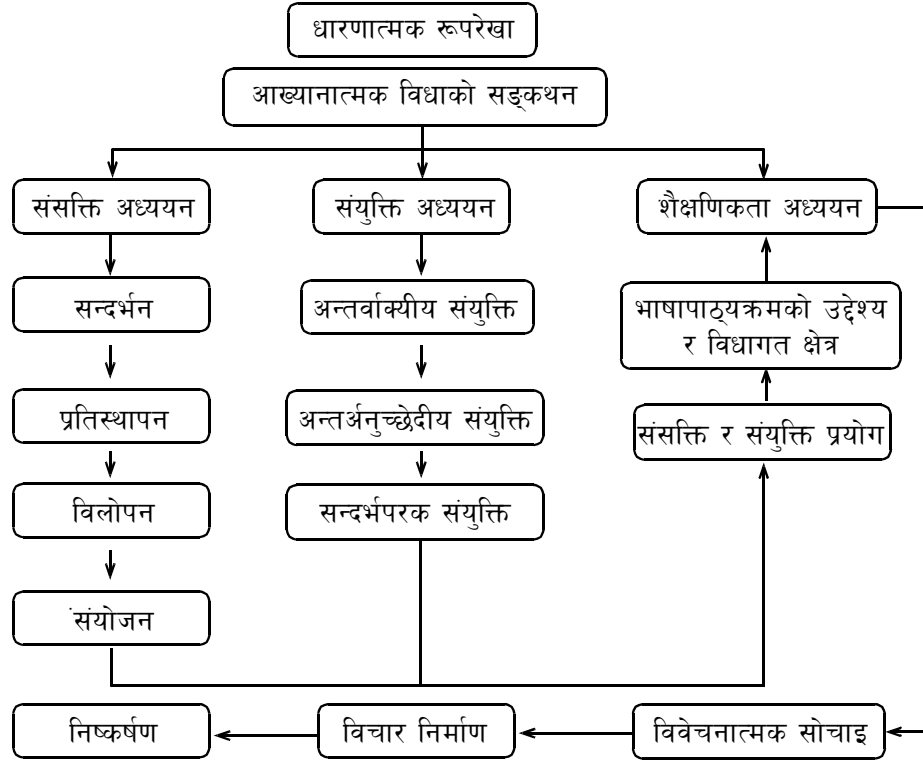 धारणात्मक रूपरेखा
आख्यानात्मक विधाको सङ्कथन
संसक्ति अध्ययन
संयुक्ति अध्ययन
शैक्षणिकता अध्ययन
सन्दर्भन
अन्तर्वाक्यीय संयुक्ति
भाषापाठ्यक्रमको उद्देश्य
र विधागत क्षेत्र
प्रतिस्थापन
अन्तर्अनुच्छेदीय संयुक्ति
संसक्ति र संयुक्ति प्रयोग
विलोपन
सन्दर्भपरक संयुक्ति
संयोजन
निष्कर्षण
विचार निर्माण
विवेचनात्मक सोचाइ